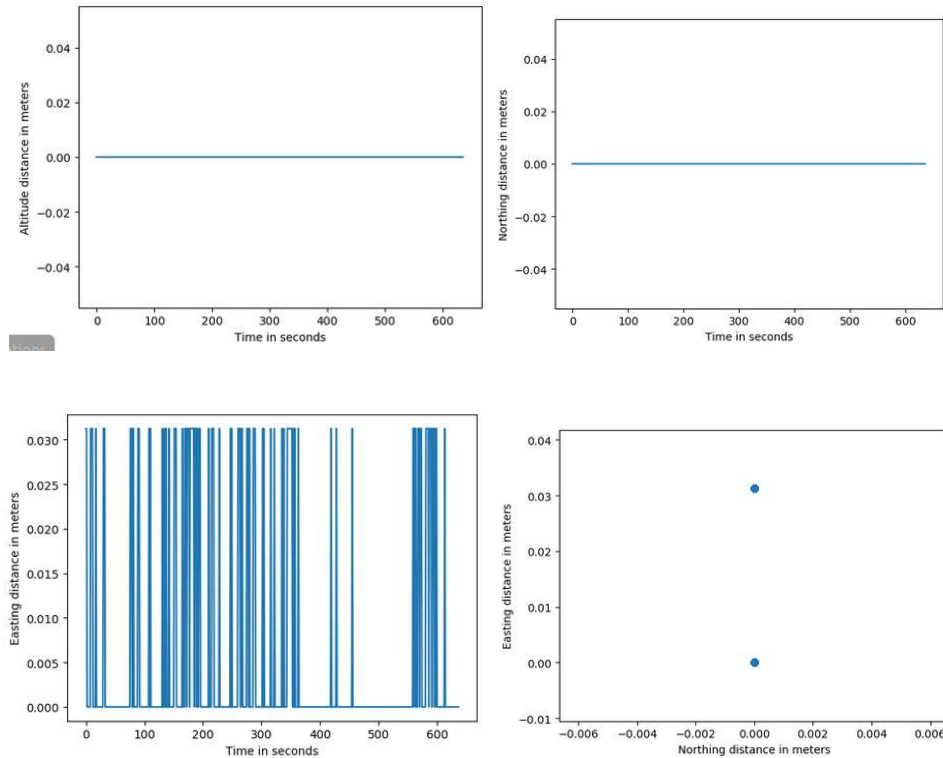 Altitude distance in meters
0.04
0.02
0.00
−0.02
−0.04
0 100 200 300 400 500 600
Time in seconds
Northing distance in meters
0.04
0.02
0.00
−0.02
−0.04
0 100 200 300 400 500 600
Time in seconds
Easting distance in meters
0.030
0.025
0.020
0.015
0.010
0.005
0.000
0 100 200 300 400 500 600
Time in seconds
Easting distance in meters
0.04
0.03
0.02
0.01
0.00
−0.01
−0.006 −0.004 −0.002 0.000 0.002 0.004 0.006
Northing distance in meters